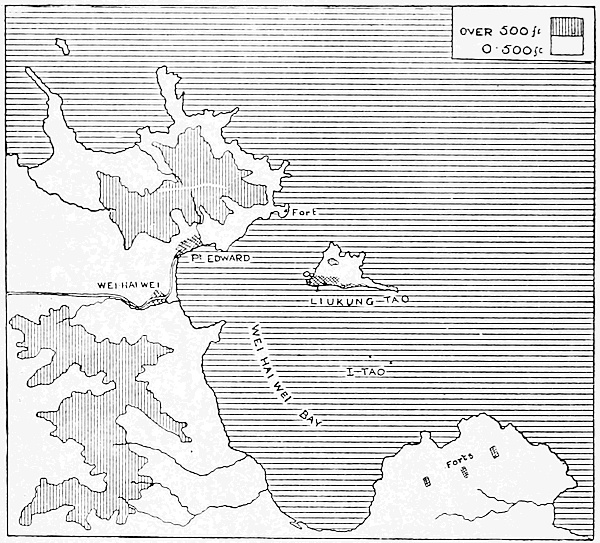 OVER 500 ft
0-500 ft
Fort
Pt. EDWARD
WEI-HAI WEI
LIUKUNG-TAO
WEI HAI WEI BAY
I-TAO
Forts